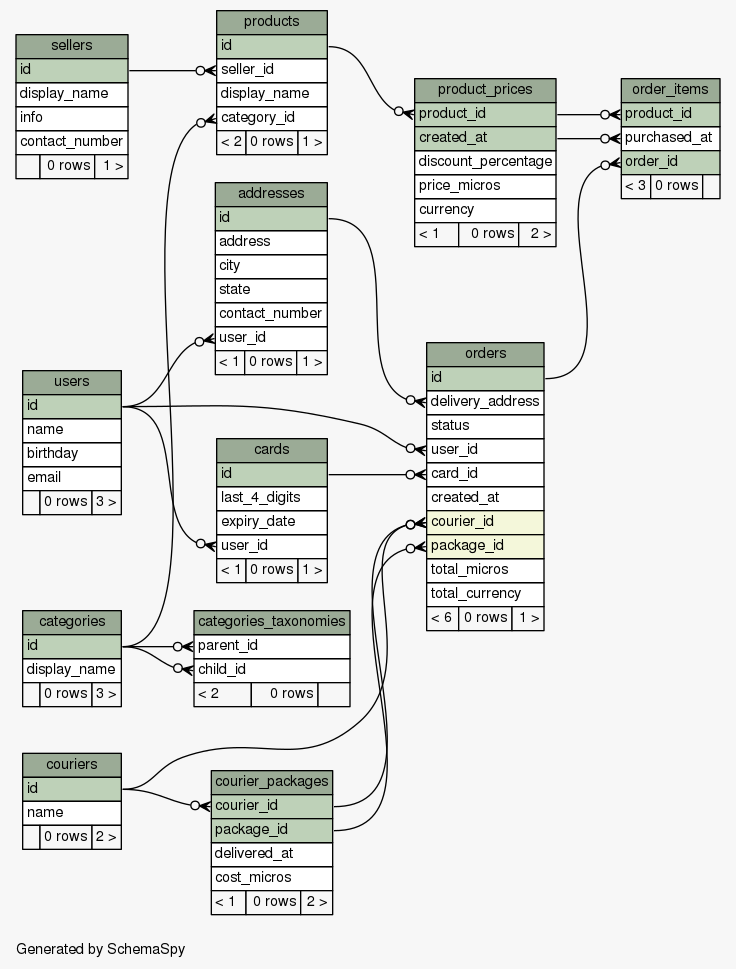 sellers
id
display_name
info
contact_number
0 rows 1 >
products
id
seller_id
display_name
category_id
< 2 0 rows 1 >
product_prices
product_id
created_at
discount_percentage
price_micros
currency
< 1 0 rows 2 >
order_items
product_id
purchased_at
order_id
< 3 0 rows
addresses
id
address
city
state
contact_number
user_id
< 1 0 rows 1 >
users
id
name
birthday
email
0 rows 3 >
orders
id
delivery_address
status
user_id
card_id
created_at
courier_id
package_id
total_micros
total_currency
< 6 0 rows 1 >
cards
id
last_4_digits
expiry_date
user_id
< 1 0 rows 1 >
categories
id
display_name
0 rows 3 >
categories_taxonomies
parent_id
child_id
< 2 0 rows
couriers
id
name
0 rows 2 >
courier_packages
courier_id
package_id
delivered_at
cost_micros
< 1 0 rows 2 >
Generated by SchemaSpy